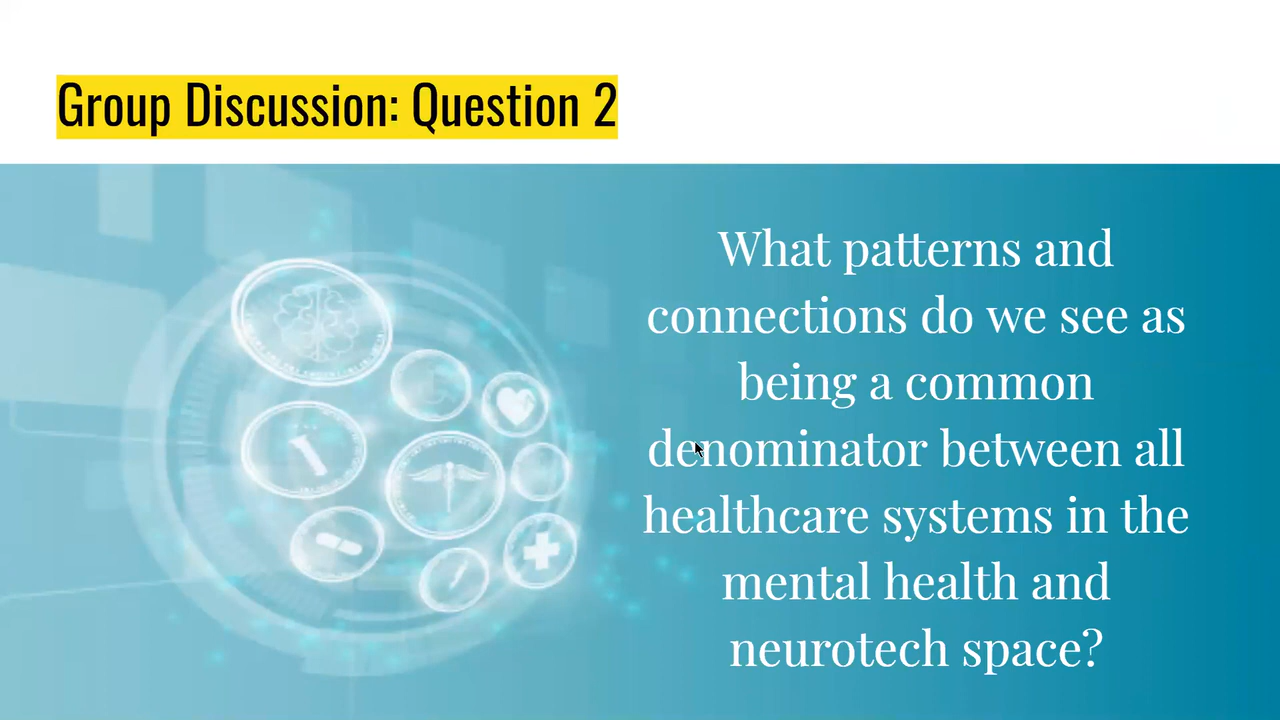 Group Discussion: Question 2
What patterns and
connections do we see as
being a common
denominator between all
healthcare systems in the
mental health and
neurotech space?